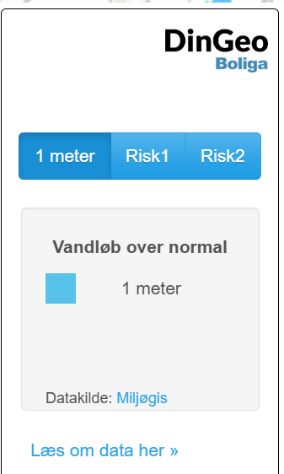 DinGeo
Boliga
1 meter Risk1 Risk2
Vandløb over normal
1 meter
Datakilde: Miljøgis
Læs om data her »